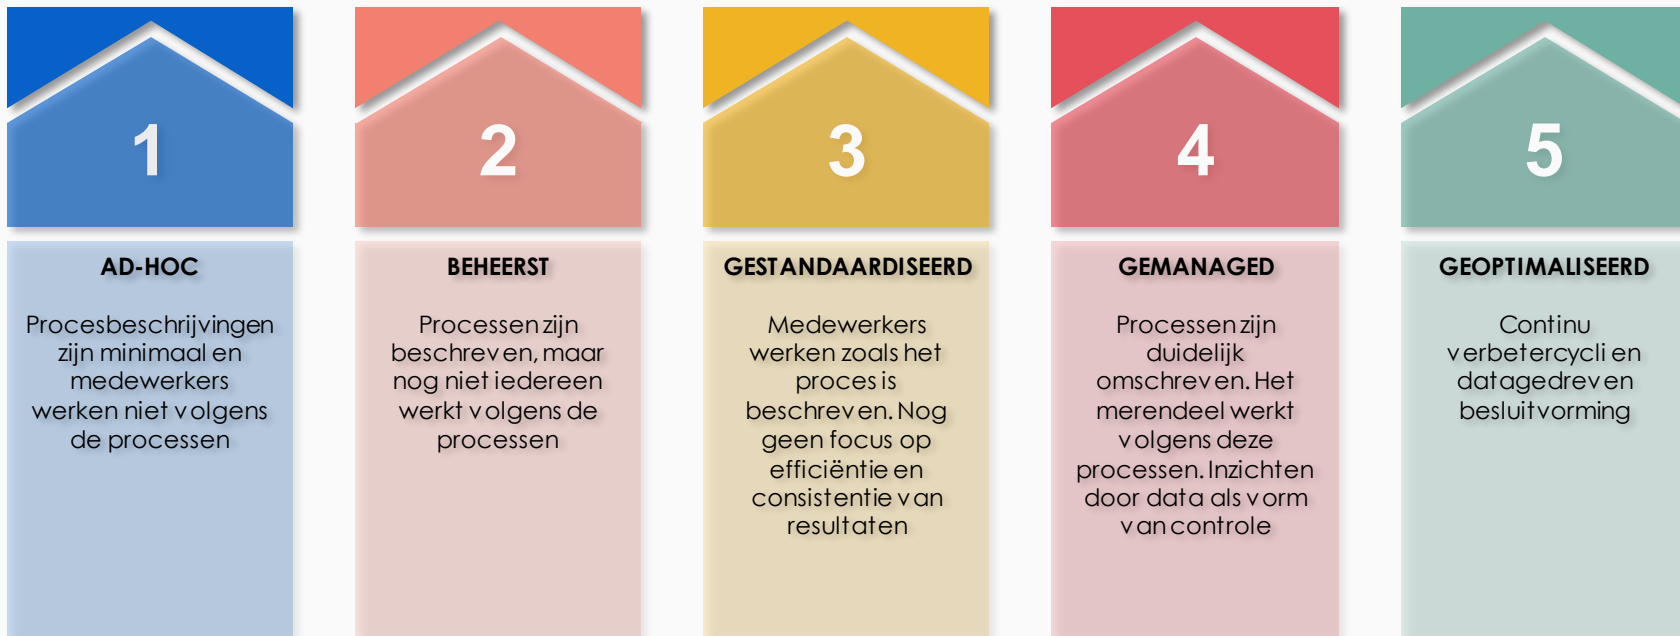 1
AD-HOC
Procesbeschrijvingen
zijn minimaal en
medewerkers
werken niet volgens
de processen
2
BEHEERST
Processen zijn
beschreven, maar
nog niet iedereen
werkt volgens de
processen
3
GESTANDAARDISEERD
Medewerkers
werken zoals het
proces is
beschreven. Nog
geen focus op
efficiëntie en
consistentie van
resultaten
4
GEMANAGED
Processen zijn
duidelijk
omschreven. Het
merendeel werkt
volgens deze
processen. Inzichten
door data als vorm
van controle
5
GEOPTIMALISEERD
Continu
verbetercycli en
datagedreven
besluitvorming